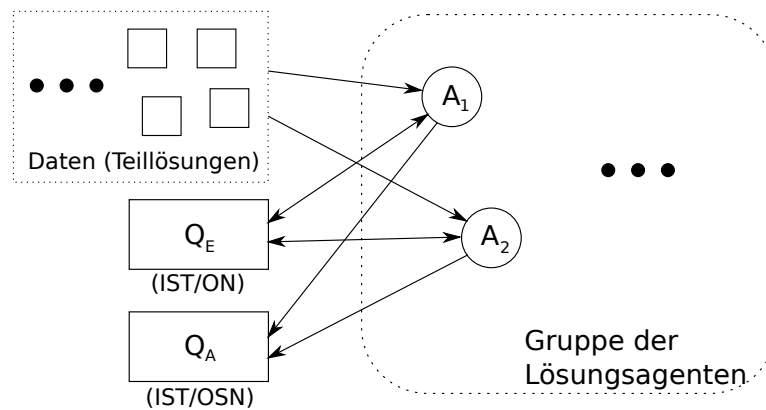 A1
Daten (Teillösungen)
QE
A2
(IST/ON)
QA
Gruppe der
Lösungsagenten
(IST/OSN)